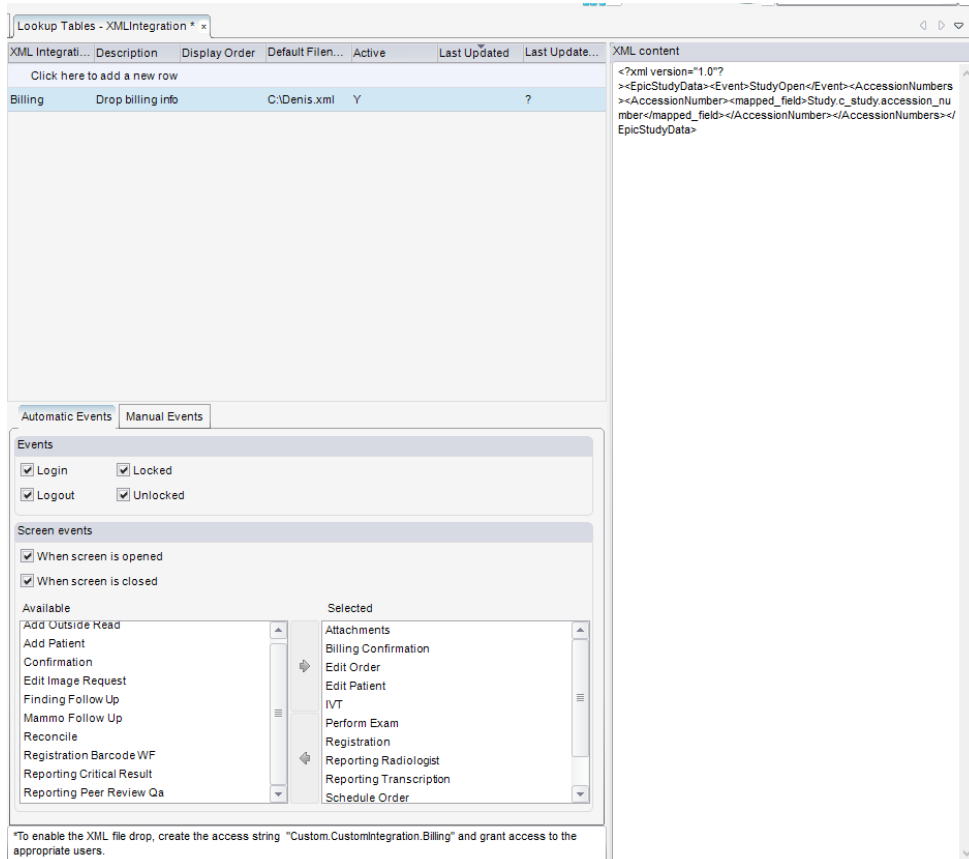 Lookup Tables - XMLIntegration * ×
XML Integrati... Description Display Order Default Filen... Active Last Updated Last Update...
Click here to add a new row
Billing Drop billing info C:\Denis.xml Y ?
XML content
<?xml version="1.0"?
><EpicStudyData><Event>StudyOpen</Event><AccessionNumbers
><AccessionNumber><mapped_field>Study.c_study.accession_nu
mber</mapped_field></AccessionNumber></AccessionNumbers></
EpicStudyData>
Automatic Events Manual Events
Events
Login Locked
Logout Unlocked
Screen events
When screen is opened
When screen is closed
Available
Add Outside Read
Add Patient
Confirmation
Edit Image Request
Finding Follow Up
Mammo Follow Up
Reconcile
Registration Barcode WF
Reporting Critical Result
Reporting Peer Review Qa
Selected
Attachments
Billing Confirmation
Edit Order
Edit Patient
IVT
Perform Exam
Registration
Reporting Radiologist
Reporting Transcription
Schedule Order
*To enable the XML file drop, create the access string "Custom.CustomIntegration.Billing" and grant access to the
appropriate users.